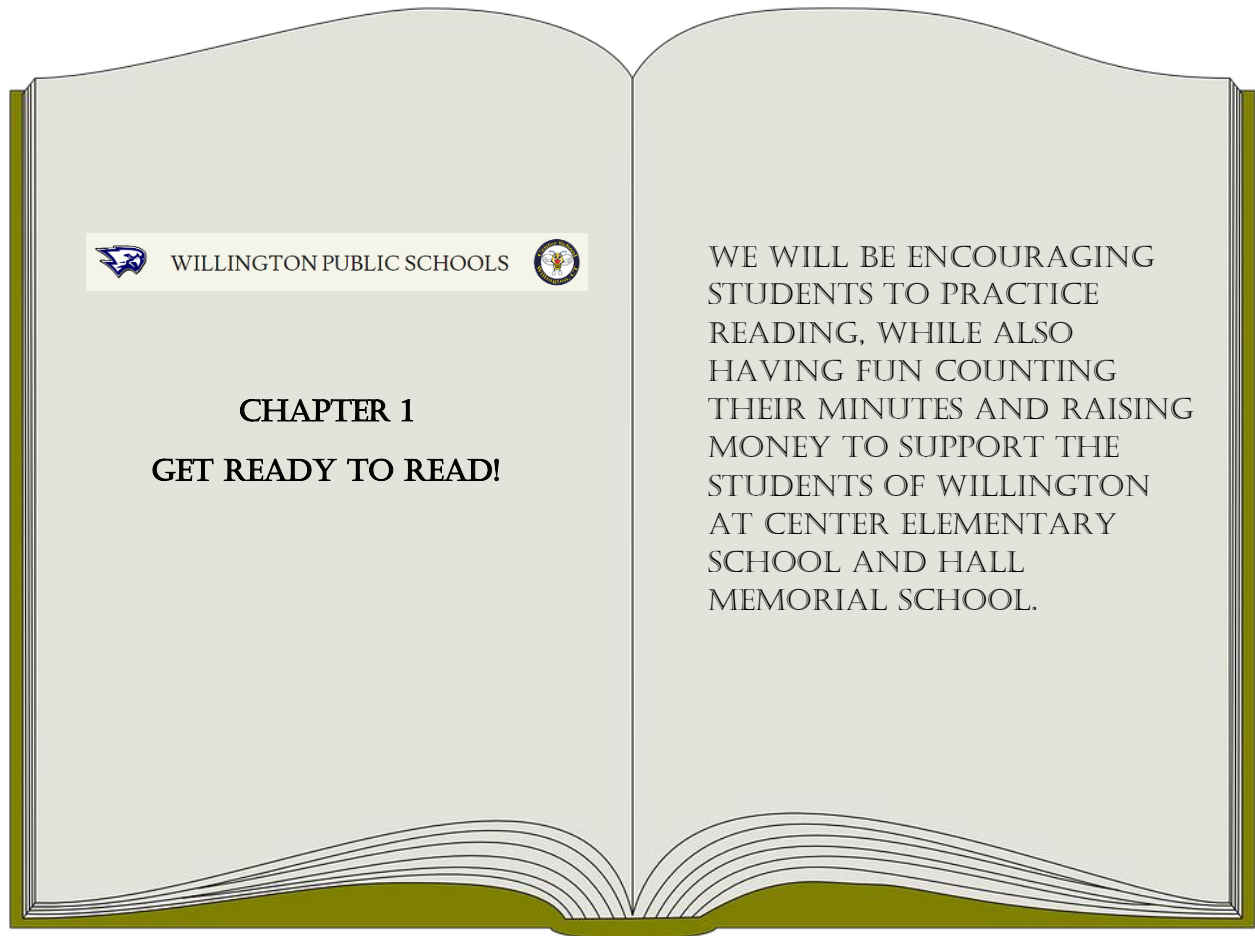 WILLINGTON PUBLIC SCHOOLS
CHAPTER 1
GET READY TO READ!
WE WILL BE ENCOURAGING
STUDENTS TO PRACTICE
READING, WHILE ALSO
HAVING FUN COUNTING
THEIR MINUTES AND RAISING
MONEY TO SUPPORT THE
STUDENTS OF WILLINGTON
AT CENTER ELEMENTARY
SCHOOL AND HALL
MEMORIAL SCHOOL.